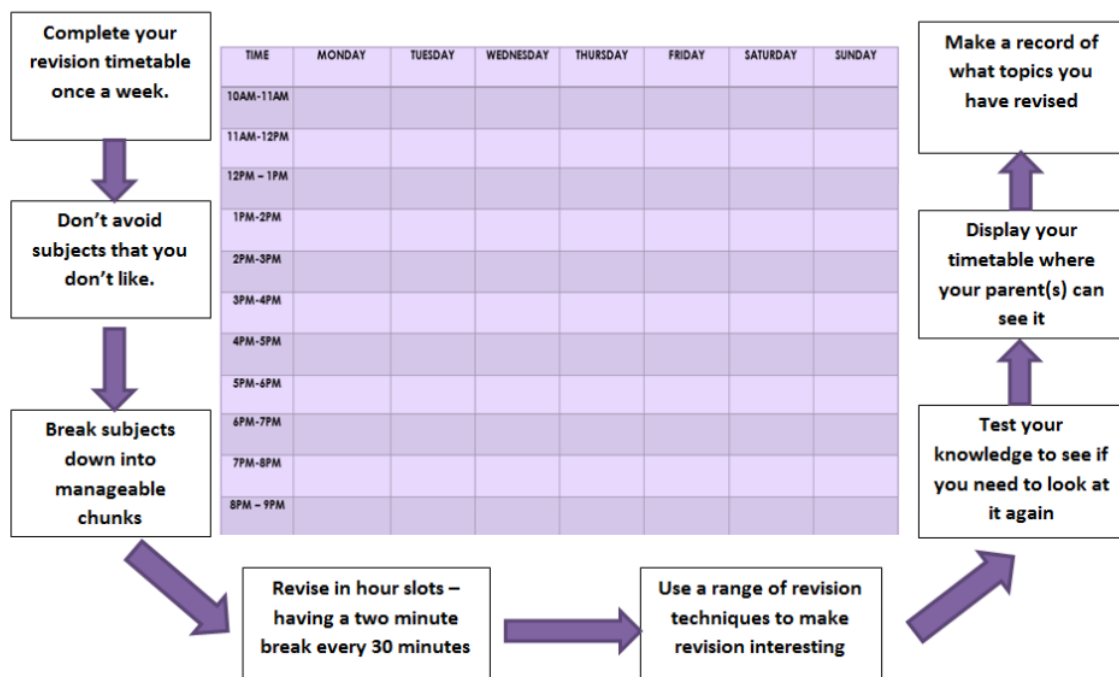 Complete your
revision timetable
once a week.
Don’t avoid
subjects that you
don’t like.
Break subjects
down into
manageable
chunks
Revise in hour slots –
having a two minute
break every 30 minutes
Use a range of revision
techniques to make
revision interesting
Test your
knowledge to see if
you need to look at
it again
Display your
timetable where
your parent(s) can
see it
Make a record of
what topics you
have revised
TIME MONDAY TUESDAY WEDNESDAY THURSDAY FRIDAY SATURDAY SUNDAY
10AM-11AM
11AM-12PM
12PM – 1PM
1PM-2PM
2PM-3PM
3PM-4PM
4PM-5PM
5PM-6PM
6PM-7PM
7PM-8PM
8PM – 9PM